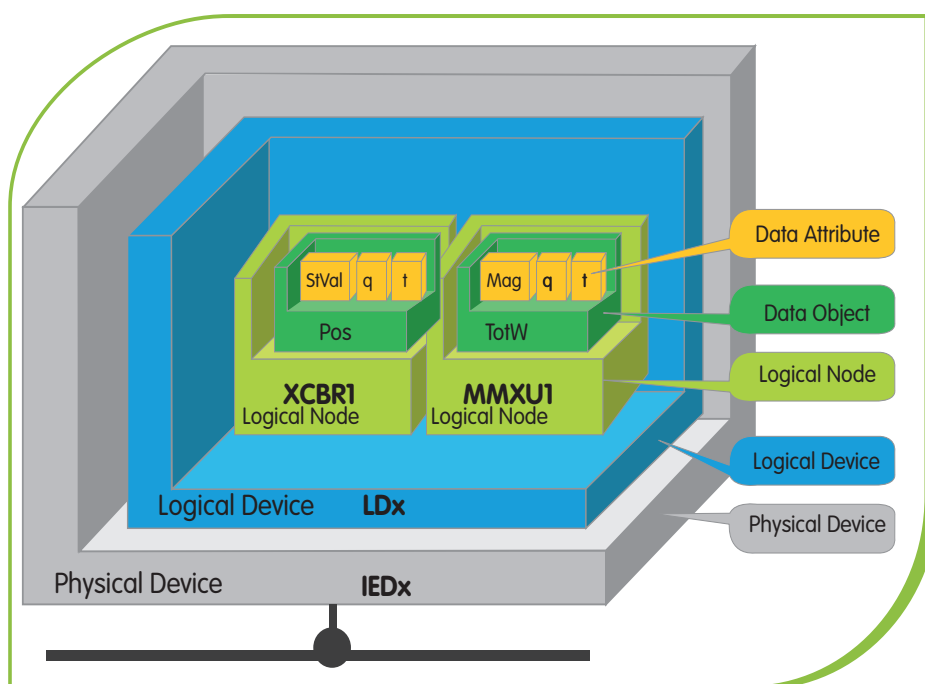 StVal q t
Pos
XCBR1
Logical Node
Mag q t
TotW
MMXU1
Logical Node
Logical Device LDx
Physical Device IEDx
Data Attribute
Data Object
Logical Node
Logical Device
Physical Device